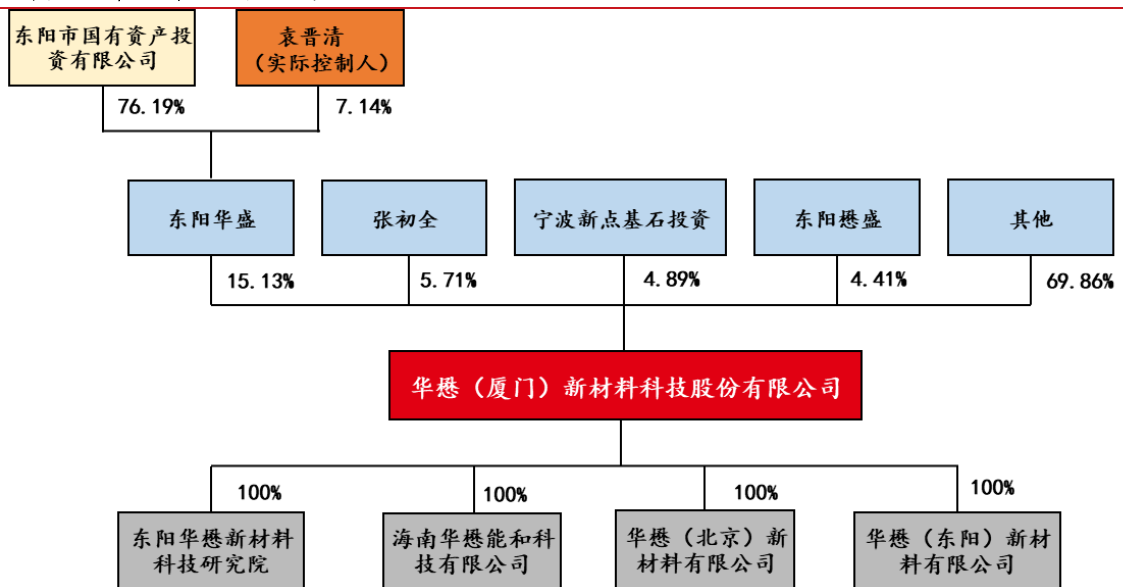 东阳市国有资产投
资有限公司
袁晋清
（实际控制人）
76.19%
7.14%
东阳华盛
张初全
宁波新点基石投资
东阳懋盛
其他
15.13%
5.71%
4.89%
4.41%
69.86%
华懋（厦门）新材料科技股份有限公司
100%
100%
100%
100%
东阳华懋新材料
科技研究院
海南华懋能和科
技有限公司
华懋（北京）新
材料有限公司
华懋（东阳）新材
料有限公司